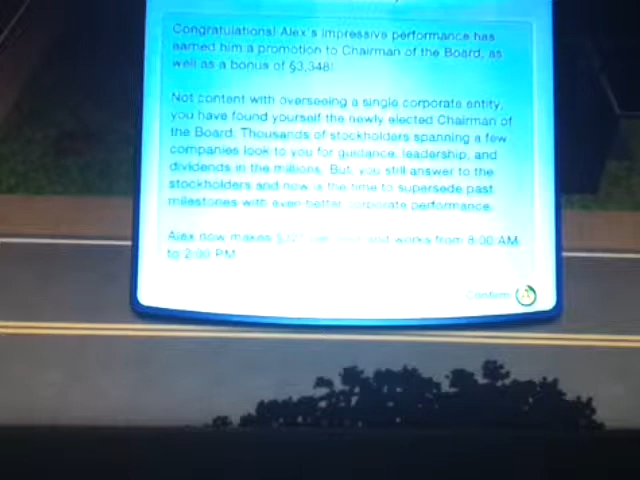 Congratulations! Alex's impressive performance has
earned him a promotion to Chairman of the Board, as
well as a bonus of §3,348!
Not content with overseeing a single corporate entity,
you have found yourself the newly elected Chairman of
the Board. Thousands of stockholders spanning a few
companies look to you for guidance, leadership, and
dividends in the millions. But, you still answer to the
stockholders and now is the time to supersede past
milestones with even better corporate performance.
Alex now makes per hour and works from 8:00 AM
to 2:00 PM
Confirm A